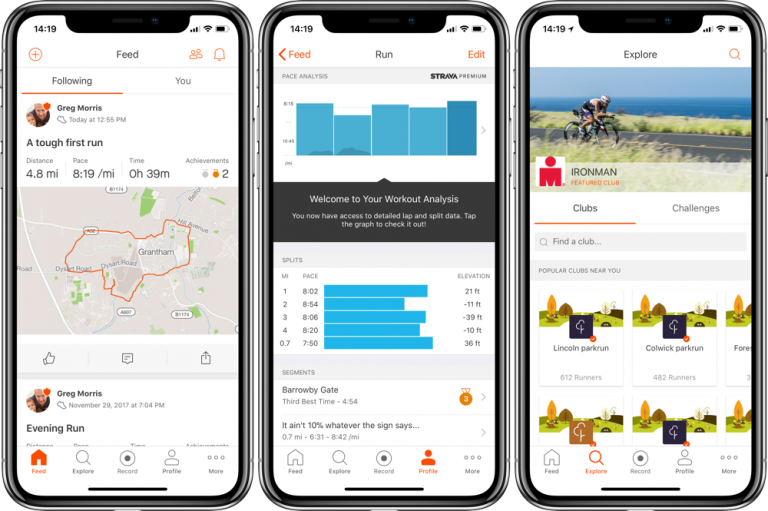 14:19
Feed
Following
You
Greg Morris
Today at 12:55 PM
A tough first run
Distance
Pace
Time
Achievements
4.8 mi
8:19 /mi
0h 39m
2
B1174
A52
Hill Avenue
Grantham
Road
Dysart Road
Dysart Road
A607
B1174
Greg Morris
November 29, 2017 at 7:04 PM
Evening Run
Distance
Pace
Time
Achievements
Feed
Explore
Record
Profile
More
14:19
Feed
Run
Edit
PACE ANALYSIS
STRAVA PREMIUM
8:15
10:45
/mi
Welcome to Your Workout Analysis
You now have access to detailed lap and split data. Tap
the graph to check it out!
SPLITS
MI
PACE
ELEVATION
1
8:02
21 ft
2
8:54
-11 ft
3
8:06
-39 ft
4
8:20
-10 ft
0.7
7:50
36 ft
SEGMENTS
Barrowby Gate
Third Best Time - 4:54
3
It ain't 10% whatever the sign says...
0.7 mi - 6:31 - 8:42 /mi
Feed
Explore
Record
Profile
More
14:19
Explore
IRONMAN
FEATURED CLUB
Clubs
Challenges
Find a club...
POPULAR CLUBS NEAR YOU
Lincoln parkrun
612 Runners
Colwick parkrun
482 Runners
Fores
Feed
Explore
Record
Profile
More